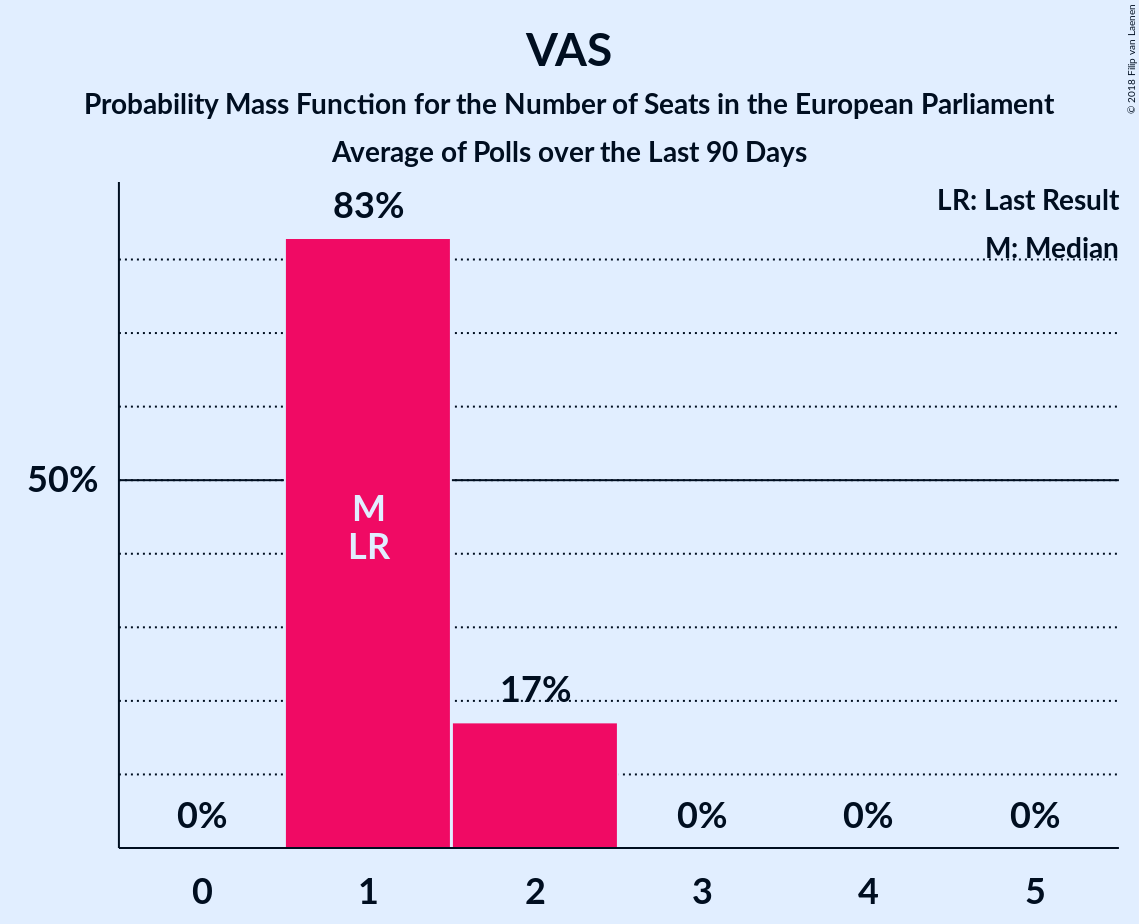 VAS
Probability Mass Function for the Number of Seats in the European Parliament
Average of Polls over the Last 90 Days
© 2018 Filip van Laenen
LR: Last Result
M: Median
83%
50%
M
LR
17%
0%
0%
0%
0%
0
1
2
3
4
5